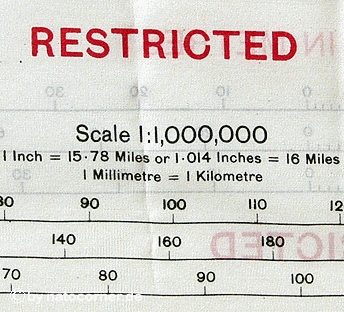 RESTRICTED
Scale 1:1,000,000
1 Inch = 15·78 Miles or 1·014 Inches = 16 Miles
1 Millimetre = 1 Kilometre
80 90 100 110 12
140 160 180
70 80 90 100